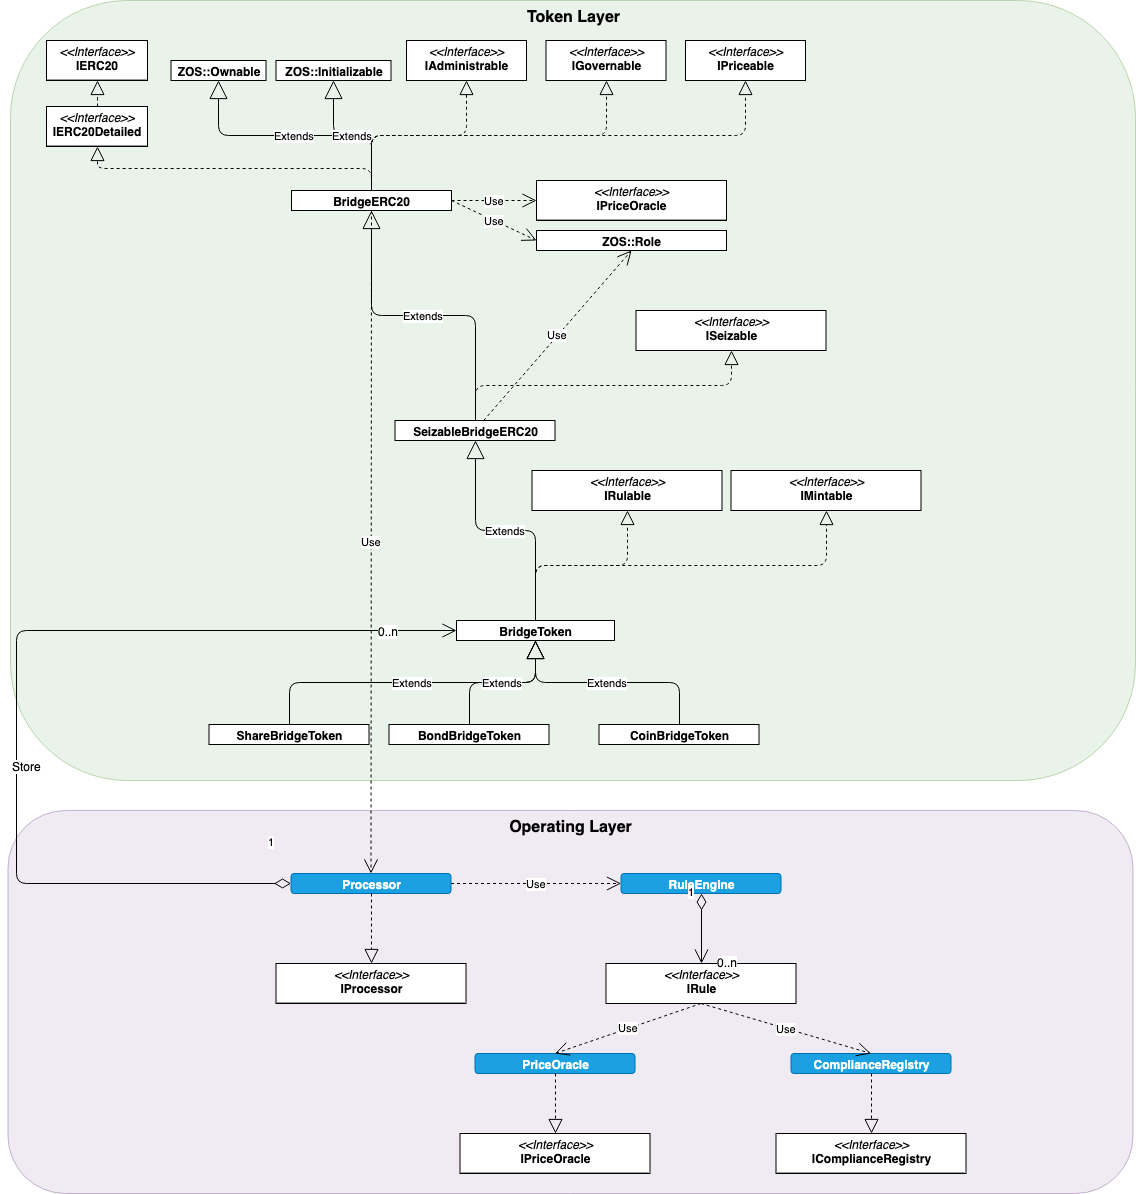 Token Layer
<<Interface>>
IERC20
ZOS::Ownable
ZOS::Initializable
<<Interface>>
IAdministrable
<<Interface>>
IGovernable
<<Interface>>
IPriceable
<<Interface>>
IERC20Detailed
Extends
Extends
BridgeERC20
Use
Use
<<Interface>>
IPriceOracle
ZOS::Role
Extends
Use
<<Interface>>
ISeizable
SeizableBridgeERC20
<<Interface>>
IRulable
<<Interface>>
IMintable
Extends
Use
0..n
BridgeToken
Extends
Extends
Extends
ShareBridgeToken
BondBridgeToken
CoinBridgeToken
Store
Operating Layer
1
Processor
Use
RuleEngine
1
<<Interface>>
IProcessor
0..n
<<Interface>>
IRule
Use
Use
PriceOracle
ComplianceRegistry
<<Interface>>
IPriceOracle
<<Interface>>
IComplianceRegistry